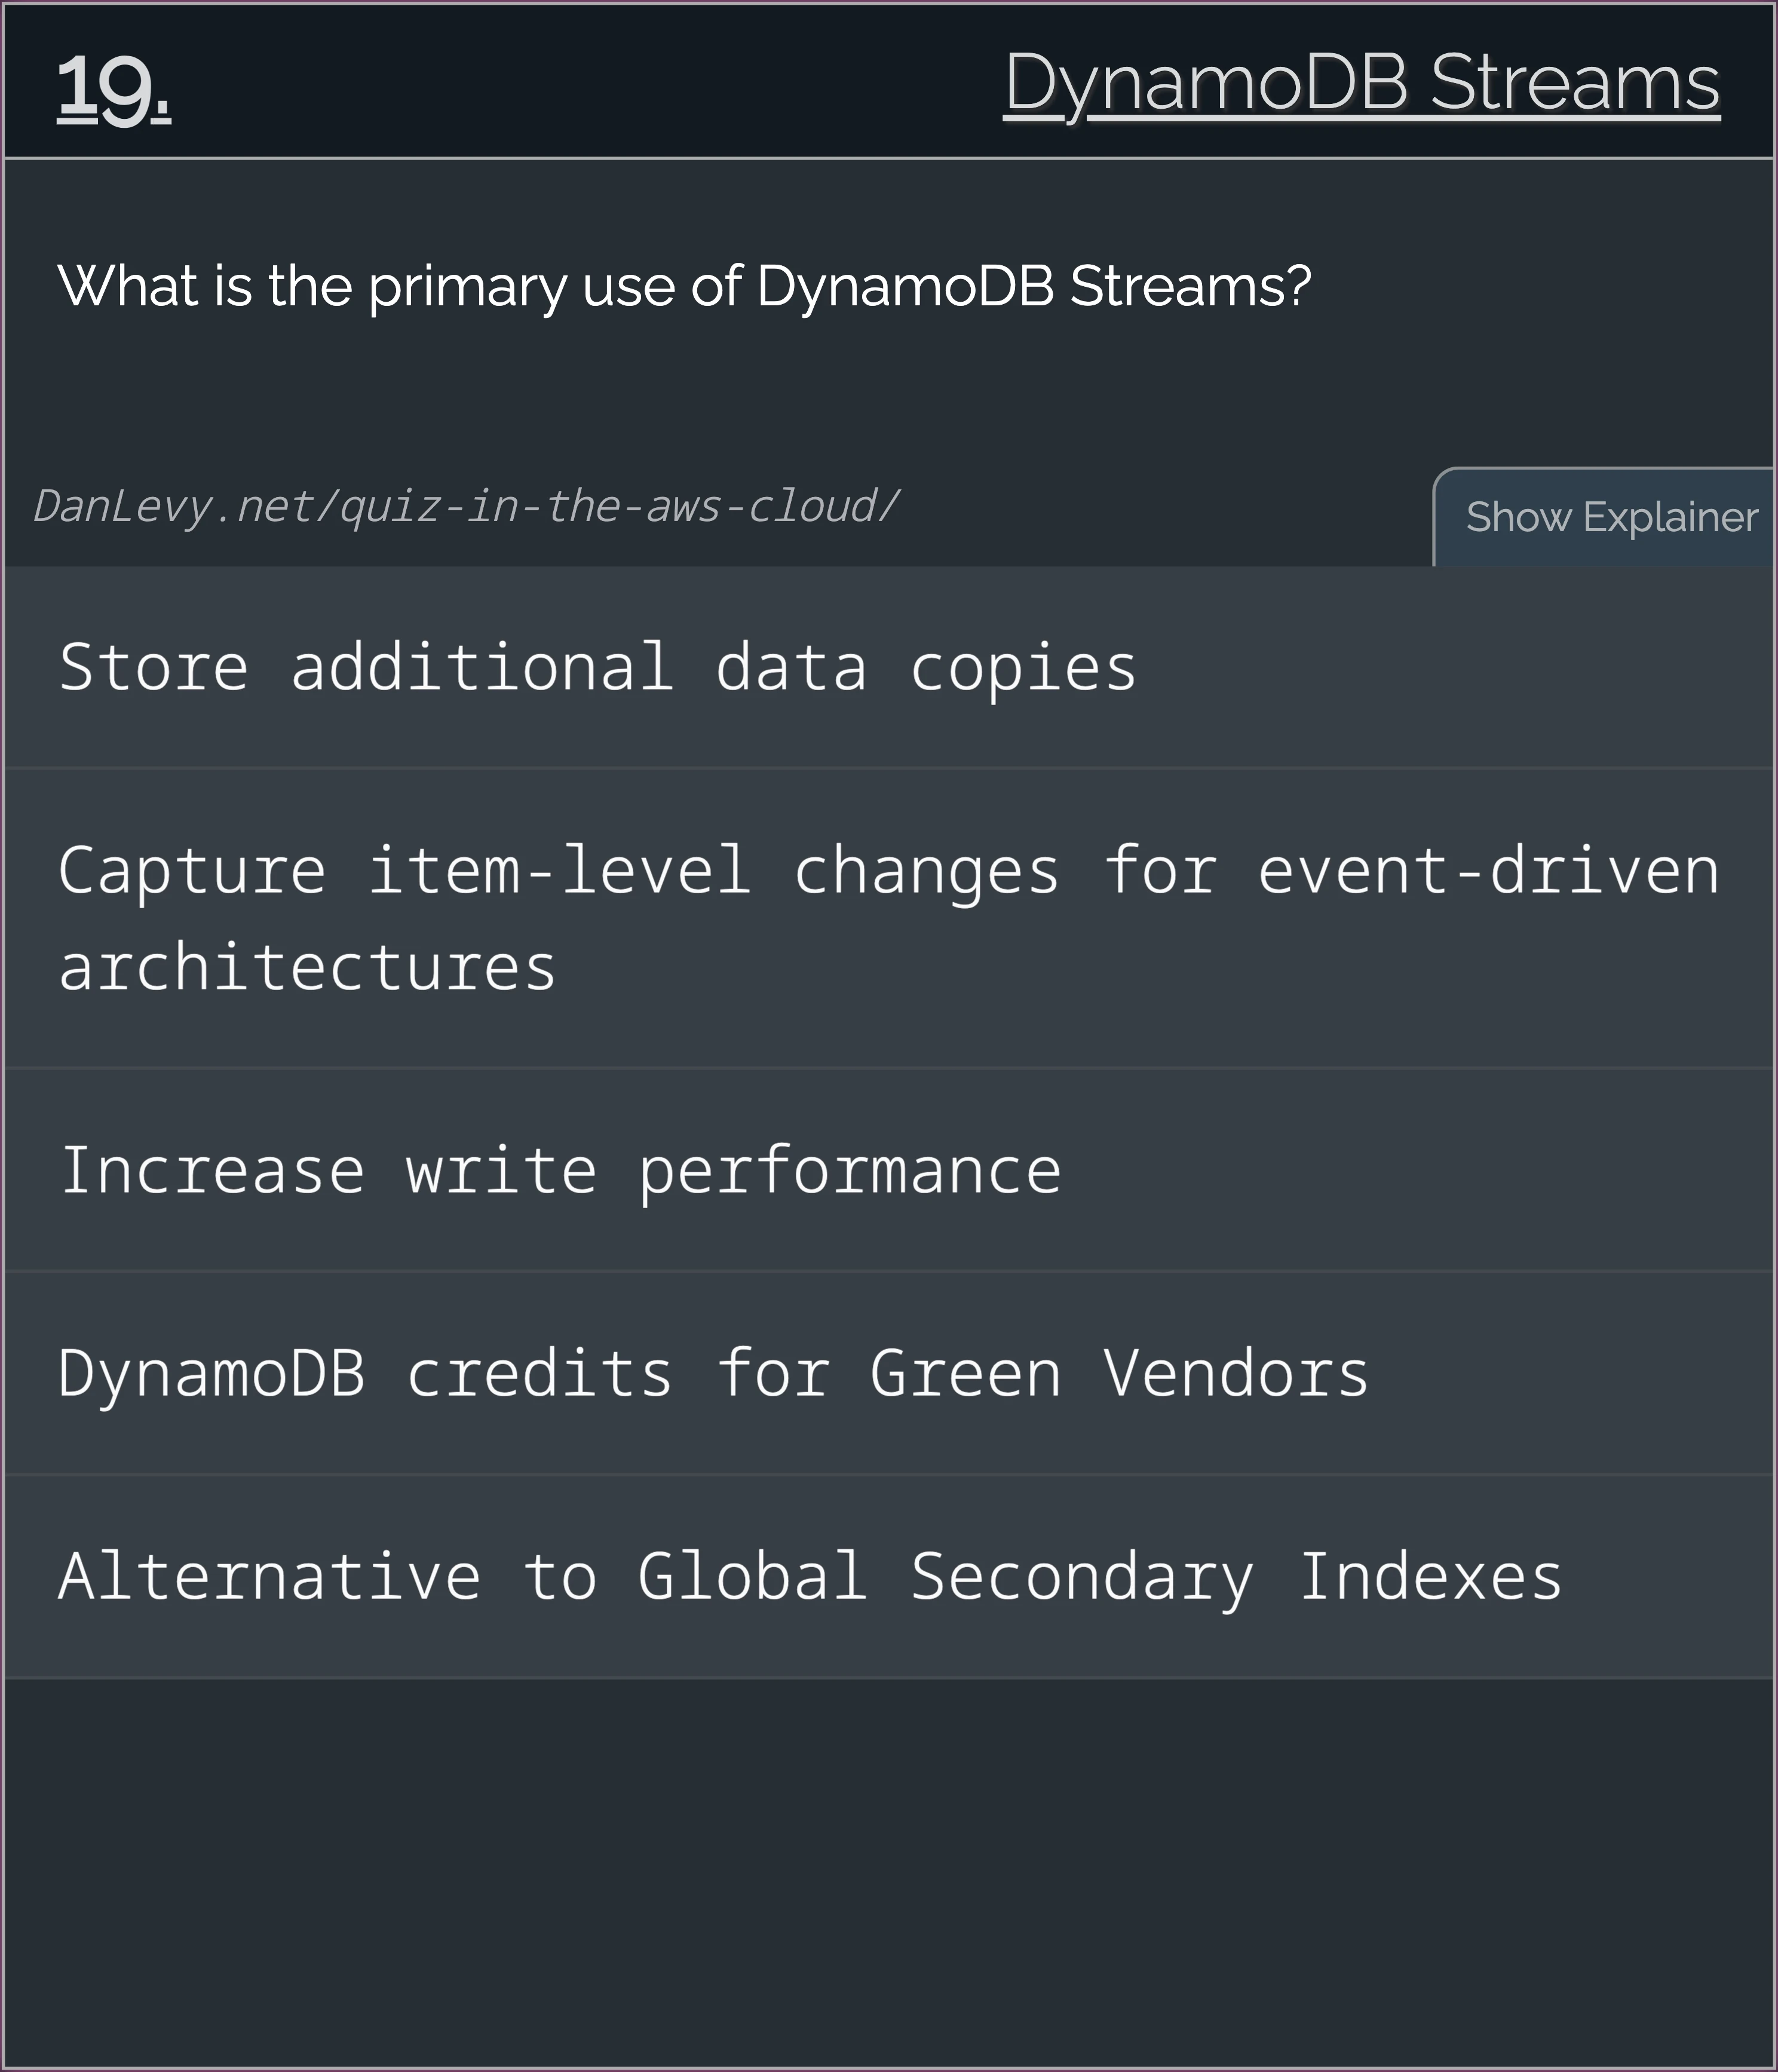 19.
DynamoDB Streams
What is the primary use of DynamoDB Streams?
DanLevy.net/quiz-in-the-aws-cloud/
Show Explainer
Store additional data copies
Capture item-level changes for event-driven
architectures
Increase write performance
DynamoDB credits for Green Vendors
Alternative to Global Secondary Indexes